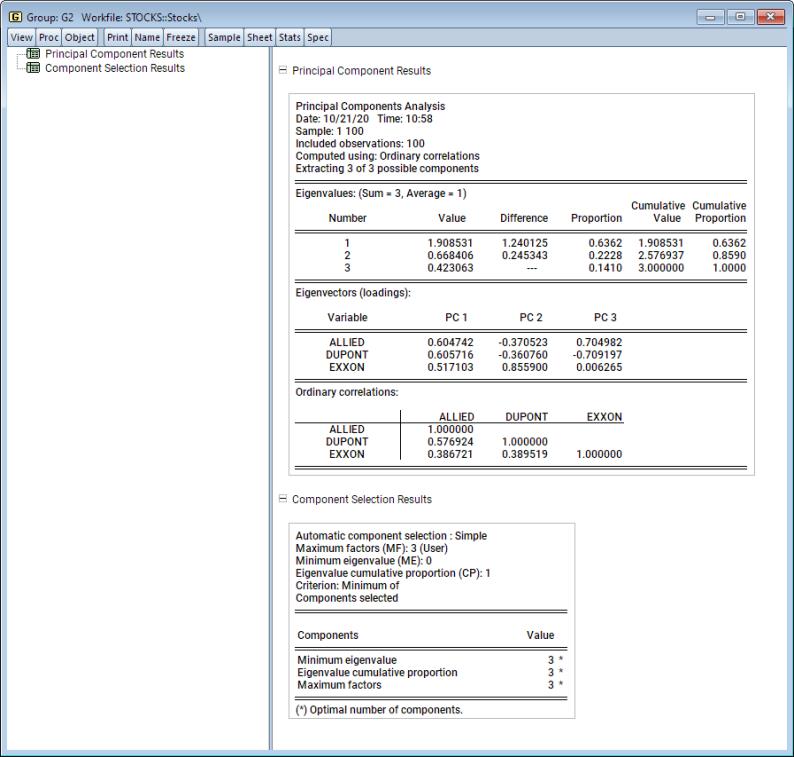 Group: G2 Workfile: STOCKS::Stocks\
View Proc Object Print Name Freeze Sample Sheet Stats Spec
Principal Component Results
Component Selection Results
Principal Component Results
Principal Components Analysis
Date: 10/21/20 Time: 10:58
Sample: 1 100
Included observations: 100
Computed using: Ordinary correlations
Extracting 3 of 3 possible components
Eigenvalues: (Sum = 3, Average = 1)
Cumulative Cumulative
Number Value Difference Proportion Value Proportion
1 1.908531 1.240125 0.6362 1.908531 0.6362
2 0.668406 0.245343 0.2228 2.576937 0.8590
3 0.423063 --- 0.1410 3.000000 1.0000
Eigenvectors (loadings):
Variable PC 1 PC 2 PC 3
ALLIED 0.604742 -0.370523 0.704982
DUPONT 0.605716 -0.360760 -0.709197
EXXON 0.517103 0.855900 0.006265
Ordinary correlations:
ALLIED DUPONT EXXON
ALLIED 1.000000
DUPONT 0.576924 1.000000
EXXON 0.386721 0.389519 1.000000
Component Selection Results
Automatic component selection : Simple
Maximum factors (MF): 3 (User)
Minimum eigenvalue (ME): 0
Eigenvalue cumulative proportion (CP): 1
Criterion: Minimum of
Components selected
Components Value
Minimum eigenvalue 3 *
Eigenvalue cumulative proportion 3 *
Maximum factors 3 *
(*) Optimal number of components.